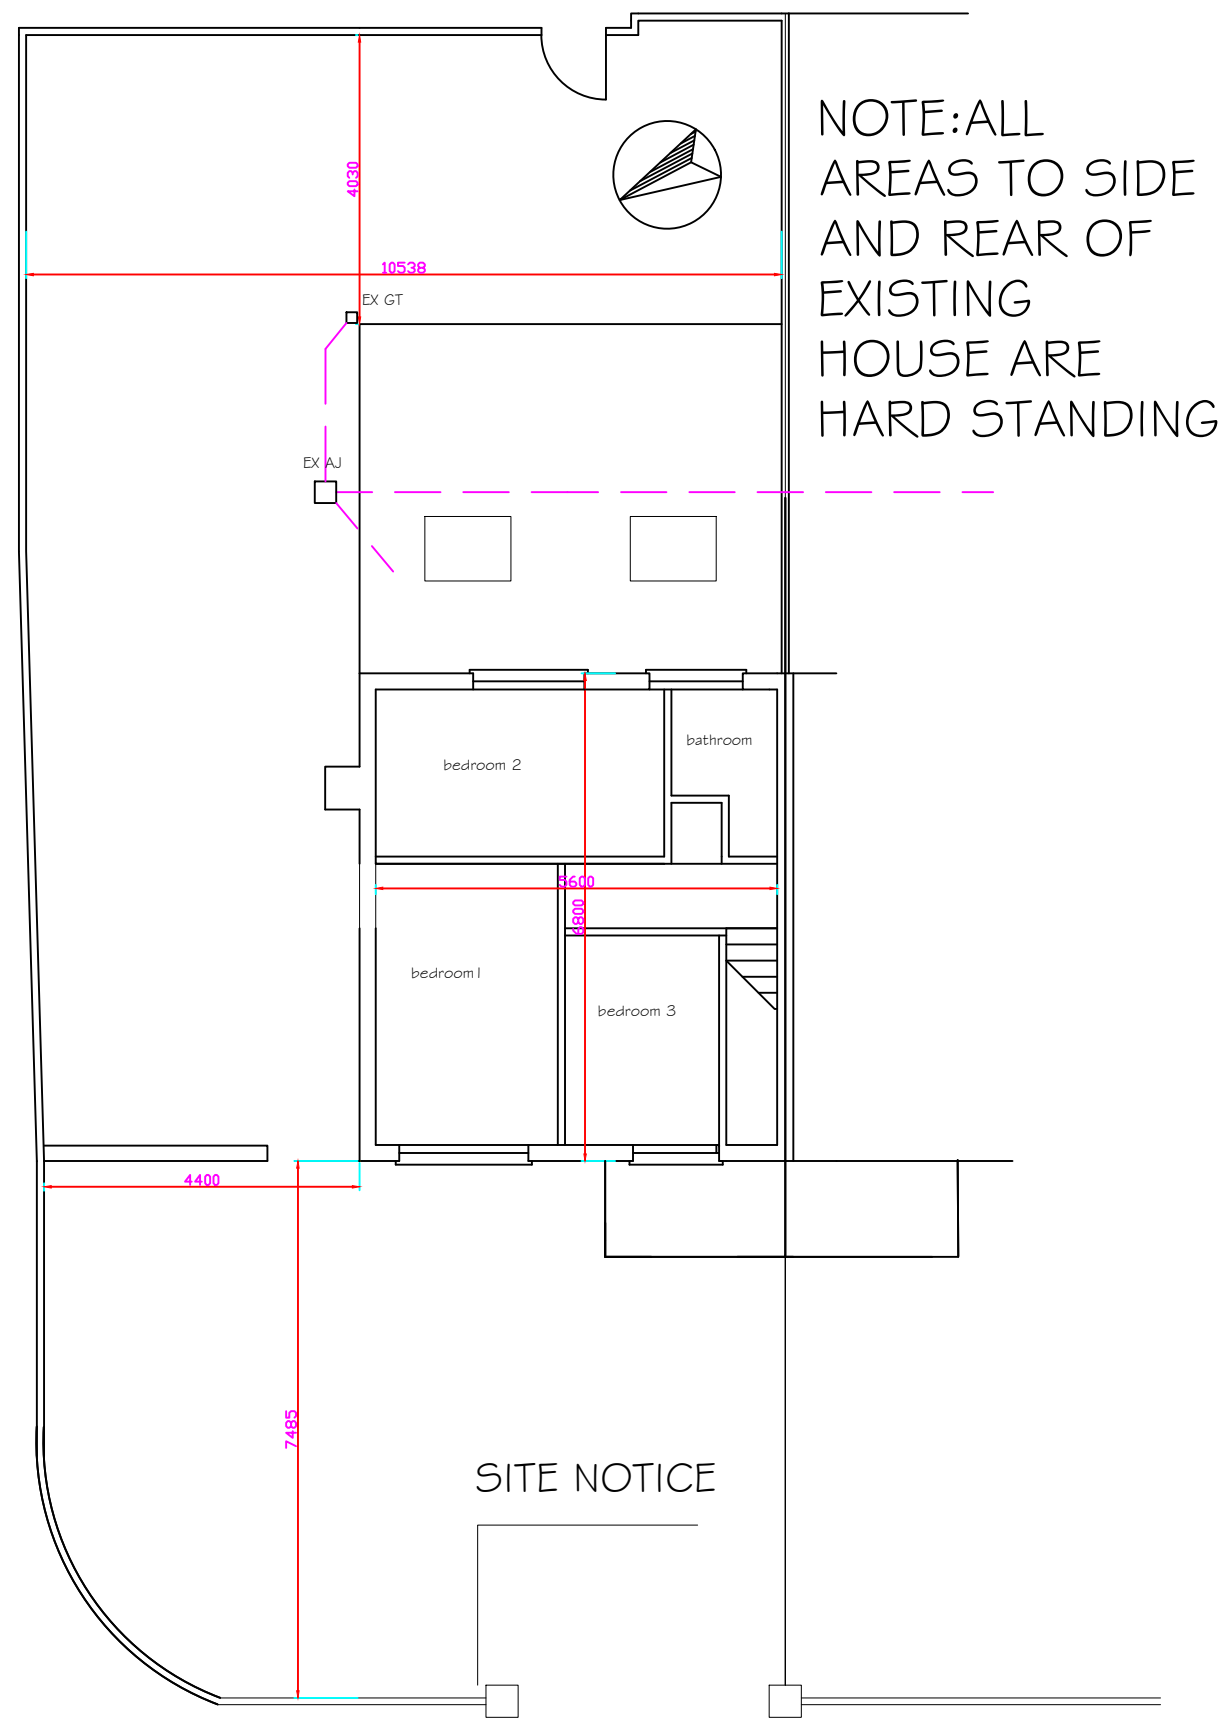 NOTE:ALL
AREAS TO SIDE
AND REAR OF
EXISTING
HOUSE ARE
HARD STANDING
4030
10538
EX GT
EX AJ
bathroom
bedroom 2
5600
6800
bedroom 1
bedroom 3
4400
7485
SITE NOTICE